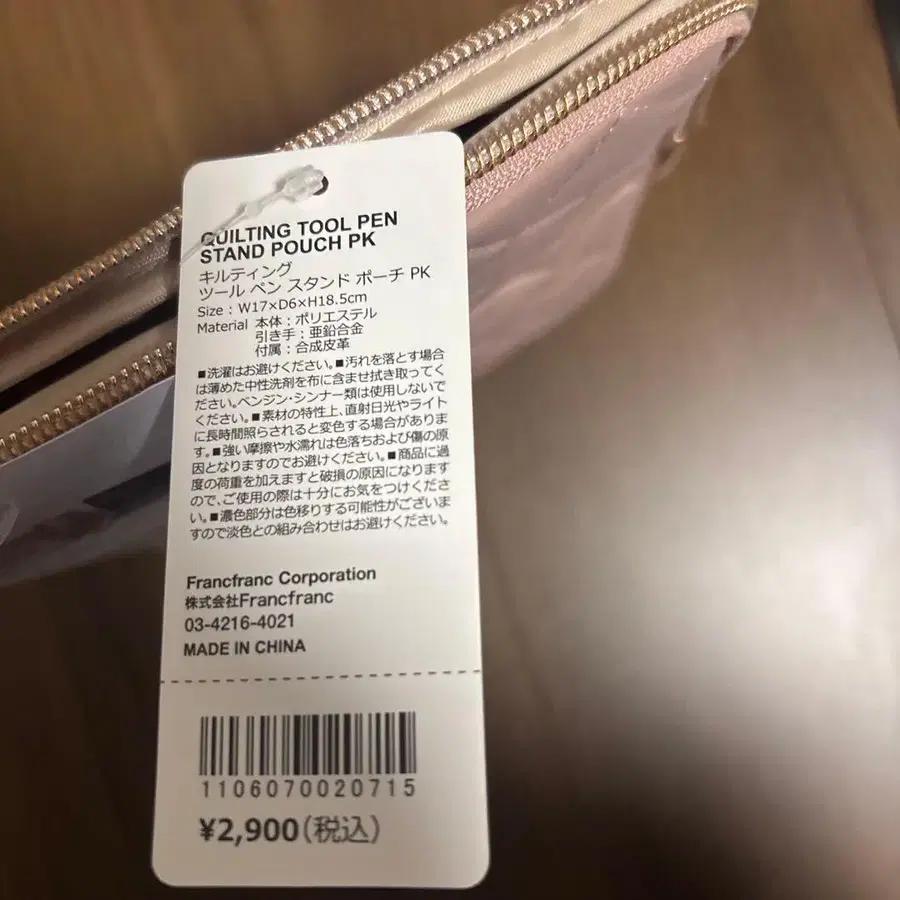 QUILTING TOOL PEN
STAND POUCH PK
キルティング
ツール ペン スタンド ポーチ PK
Size : W17×D6×H18.5cm
Material 本体 : ポリエステル
引き手 : 亜鉛合金
付属 : 合成皮革
■洗濯はお避けください。■汚れを落とす場合
は薄めた中性洗剤を布に含ませ拭き取ってく
ださい。ベンジン・シンナー類は使用しないで
ください。■素材の特性上、直射日光やライト
に長時間照らされると変色する場合がありま
す。■強い摩擦や水濡れは色落ちおよび傷の原
因となりますのでお避けください。■商品に過
度の荷重を加えますと破損の原因になります
ので、ご使用の際は十分にお気をつけくださ
い。■濃色部分は色移りする可能性がございま
すので淡色との組み合わせはお避けください。
Francfranc Corporation
株式会社Francfranc
03-4216-4021
MADE IN CHINA
1106070020715
¥2,900(税込)